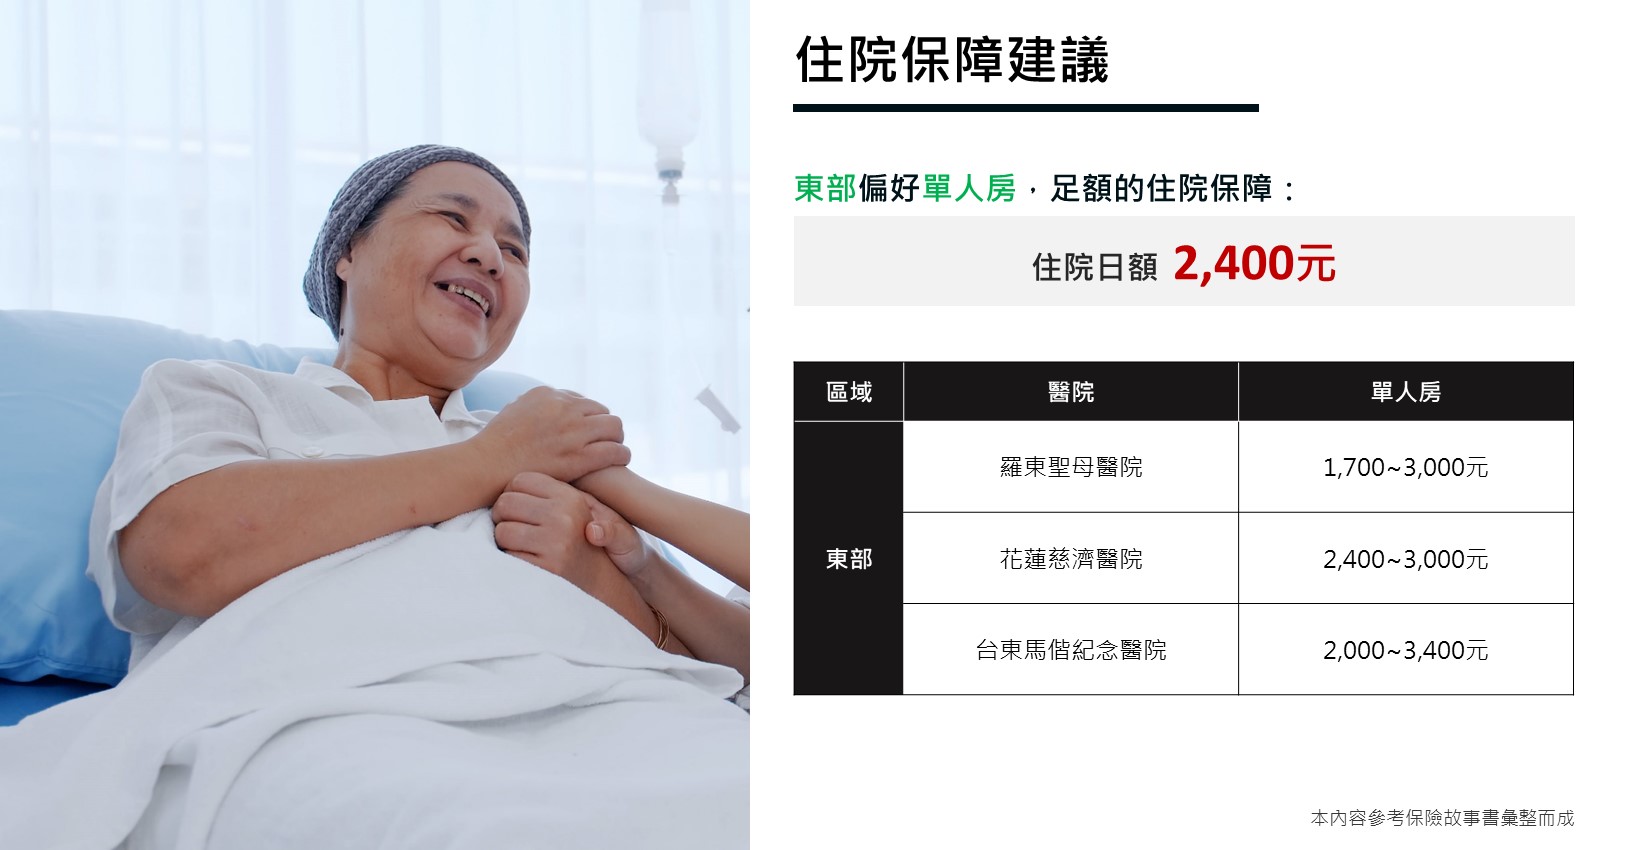 住院保障建議
東部偏好單人房，足額的住院保障：
住院日額 2,400元
區域 醫院 單人房
東部
羅東聖母醫院 1,700~3,000元
花蓮慈濟醫院 2,400~3,000元
台東馬偕紀念醫院 2,000~3,400元
本內容參考保險故事書彙整而成